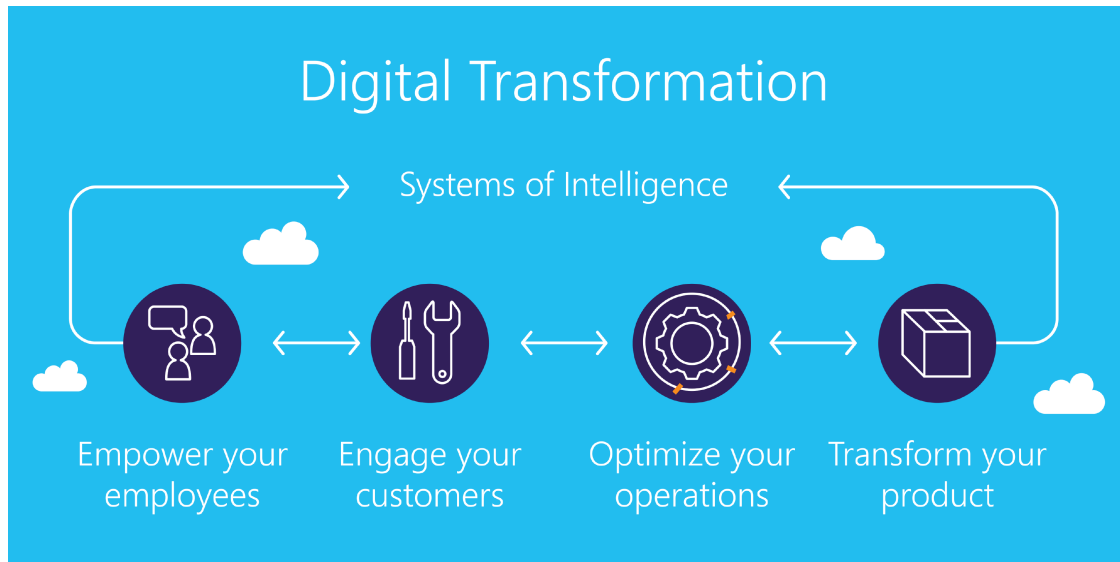 Digital Transformation
Systems of Intelligence
Empower your
employees
Engage your
customers
Optimize your
operations
Transform your
product